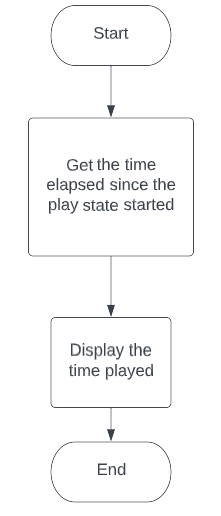 Start
Get the time
elapsed since the
play state started
Display the
time played
End